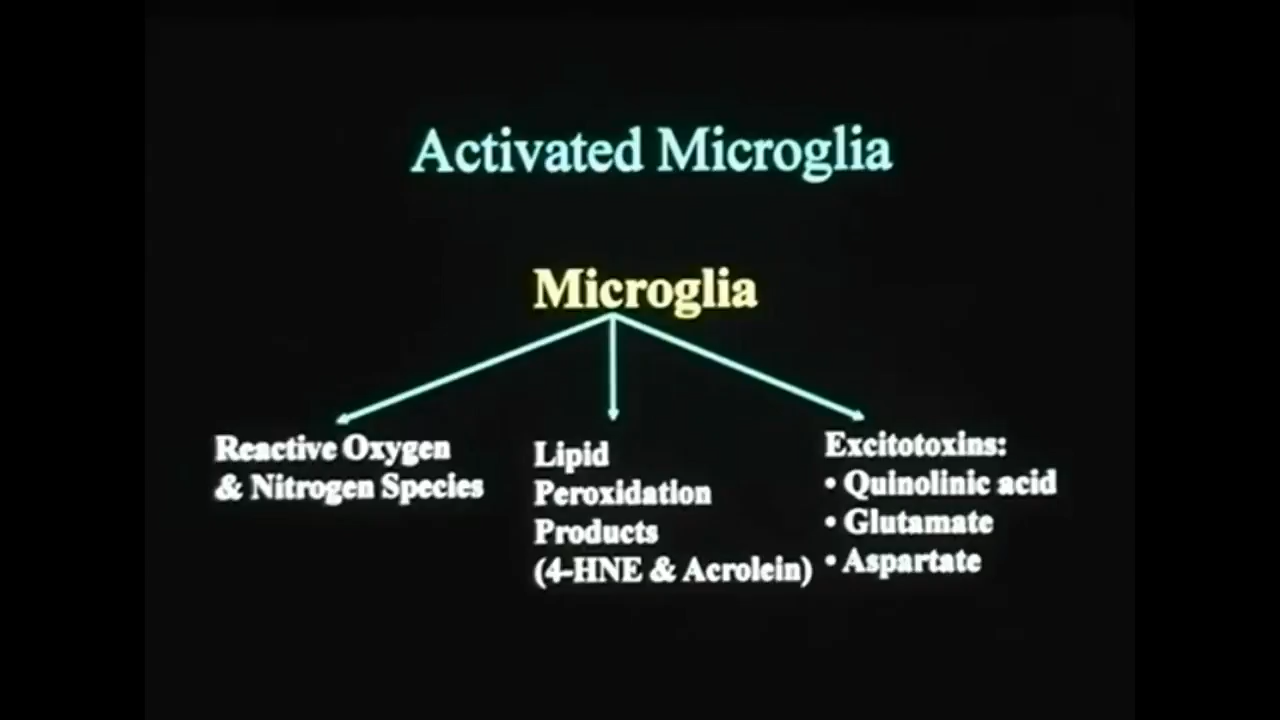 Activated Microglia
Microglia
Reactive Oxygen
& Nitrogen Species
Lipid
Peroxidation
Products
(4-HNE & Acrolein)
Excitotoxins:
• Quinolinic acid
• Glutamate
• Aspartate